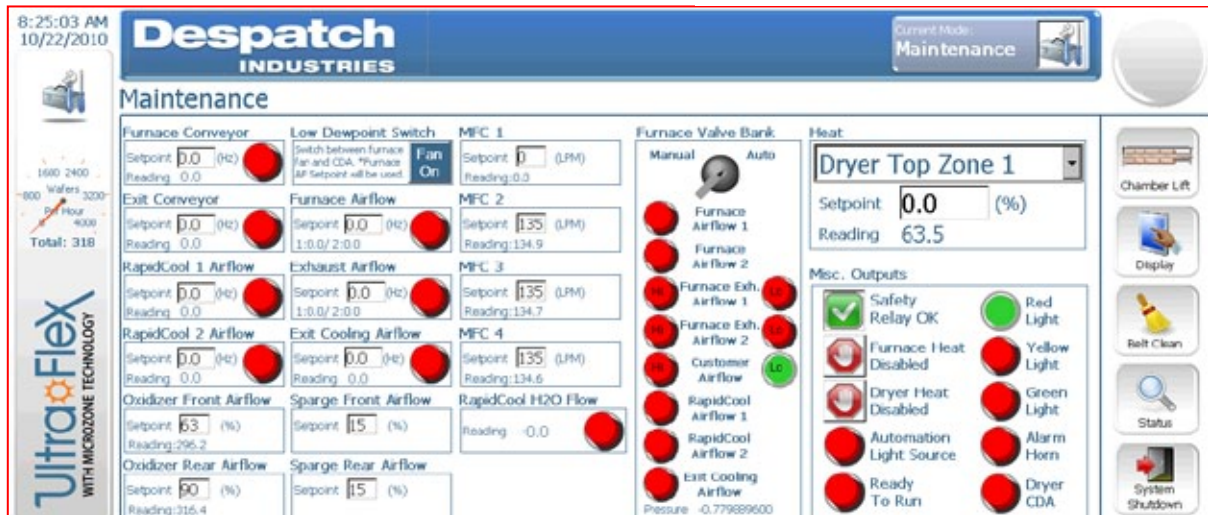 8:25:03 AM
10/22/2010
Despatch
INDUSTRIES
Current Mode:
Maintenance
Maintenance
1600 2400
800 Wafers 3200
Per Hour
0 4000
Total: 318
UltraFlex
WITH MICROZONE TECHNOLOGY
Furnace Conveyor
Setpoint 0.0 (Hz)
Reading 0.0
Exit Conveyor
Setpoint 0.0 (Hz)
Reading 0.0
RapidCool 1 Airflow
Setpoint 0.0 (Hz)
Reading 0.0
RapidCool 2 Airflow
Setpoint 0.0 (Hz)
Reading 0.0
Oxidizer Front Airflow
Setpoint 63 (%)
Reading:296.2
Oxidizer Rear Airflow
Setpoint 90 (%)
Reading:316.4
Low Dewpoint Switch
Switch between furnace
fan and CDA. *Furnace
AF Setpoint will be used.
Fan
On
Furnace Airflow
Setpoint 0.0 (Hz)
1:0.0/ 2:0.0
Exhaust Airflow
Setpoint 0.0 (Hz)
1:0.0/ 2:0.0
Exit Cooling Airflow
Setpoint 0.0 (Hz)
Reading 0.0
Sparge Front Airflow
Setpoint 15 (%)
Sparge Rear Airflow
Setpoint 15 (%)
MFC 1
Setpoint 0 (LPM)
Reading:0.0
MFC 2
Setpoint 135 (LPM)
Reading:134.9
MFC 3
Setpoint 135 (LPM)
Reading:134.7
MFC 4
Setpoint 135 (LPM)
Reading:134.6
RapidCool H2O Flow
Reading -0.0
Furnace Valve Bank
Manual Auto
Furnace
Airflow 1
Furnace
Airflow 2
Hi Furnace Exh. Lo
Airflow 1
Hi Furnace Exh. Lo
Airflow 2
Hi Customer Lo
Airflow
RapidCool
Airflow 1
RapidCool
Airflow 2
Exit Cooling
Airflow
Pressure -0.779889600
Heat
Dryer Top Zone 1
Setpoint 0.0 (%)
Reading 63.5
Misc. Outputs
Safety
Relay OK
Furnace Heat
Disabled
Dryer Heat
Disabled
Automation
Light Source
Ready
To Run
Red
Light
Yellow
Light
Green
Light
Alarm
Horn
Dryer
CDA
Chamber Lift
Display
Belt Clean
Status
System
Shutdown